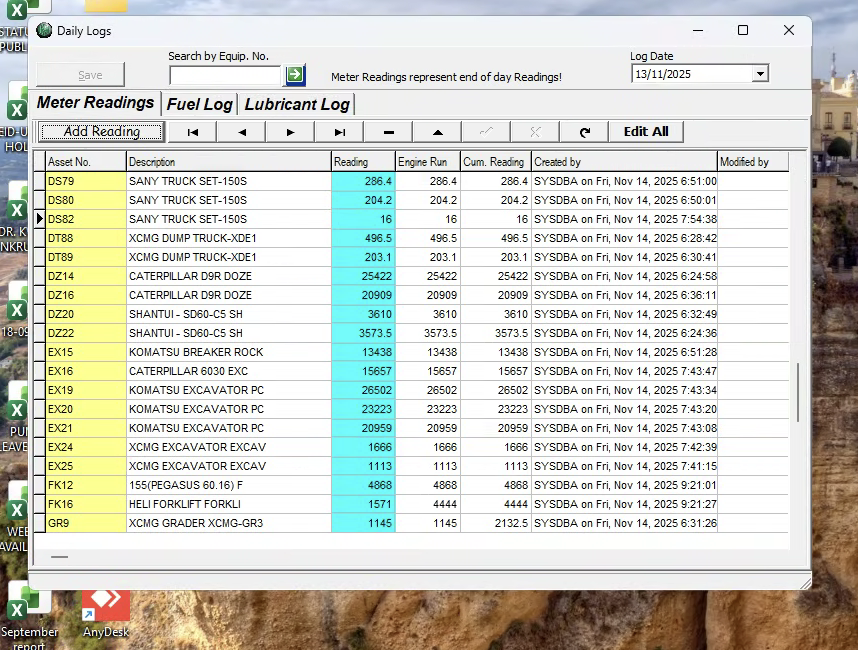 Daily Logs
Save
Search by Equip. No.
Meter Readings represent end of day Readings!
Log Date
13/11/2025
Meter Readings Fuel Log Lubricant Log
Add Reading Edit All
Asset No. Description Reading Engine Run Cum. Reading Created by Modified by
DS79 SANY TRUCK SET-150S 286.4 286.4 286.4 SYSDBA on Fri, Nov 14, 2025 6:51:00
DS80 SANY TRUCK SET-150S 204.2 204.2 204.2 SYSDBA on Fri, Nov 14, 2025 6:50:01
DS82 SANY TRUCK SET-150S 16 16 16 SYSDBA on Fri, Nov 14, 2025 7:54:38
DT88 XCMG DUMP TRUCK-XDE1 496.5 496.5 496.5 SYSDBA on Fri, Nov 14, 2025 6:28:42
DT89 XCMG DUMP TRUCK-XDE1 203.1 203.1 203.1 SYSDBA on Fri, Nov 14, 2025 6:30:41
DZ14 CATERPILLAR D9R DOZE 25422 25422 25422 SYSDBA on Fri, Nov 14, 2025 6:24:58
DZ16 CATERPILLAR D9R DOZE 20909 20909 20909 SYSDBA on Fri, Nov 14, 2025 6:36:11
DZ20 SHANTUI - SD60-C5 SH 3610 3610 3610 SYSDBA on Fri, Nov 14, 2025 6:32:49
DZ22 SHANTUI - SD60-C5 SH 3573.5 3573.5 3573.5 SYSDBA on Fri, Nov 14, 2025 6:24:36
EX15 KOMATSU BREAKER ROCK 13438 13438 13438 SYSDBA on Fri, Nov 14, 2025 6:51:28
EX16 CATERPILLAR 6030 EXC 15657 15657 15657 SYSDBA on Fri, Nov 14, 2025 7:43:47
EX19 KOMATSU EXCAVATOR PC 26502 26502 26502 SYSDBA on Fri, Nov 14, 2025 7:43:34
EX20 KOMATSU EXCAVATOR PC 23223 23223 23223 SYSDBA on Fri, Nov 14, 2025 7:43:20
EX21 KOMATSU EXCAVATOR PC 20959 20959 20959 SYSDBA on Fri, Nov 14, 2025 7:43:08
EX24 XCMG EXCAVATOR EXCAV 1666 1666 1666 SYSDBA on Fri, Nov 14, 2025 7:42:39
EX25 XCMG EXCAVATOR EXCAV 1113 1113 1113 SYSDBA on Fri, Nov 14, 2025 7:41:15
FK12 155(PEGASUS 60.16) F 4868 4868 4868 SYSDBA on Fri, Nov 14, 2025 9:21:01
FK16 HELI FORKLIFT FORKLI 1571 4444 4444 SYSDBA on Fri, Nov 14, 2025 9:21:27
GR9 XCMG GRADER XCMG-GR3 1145 1145 2132.5 SYSDBA on Fri, Nov 14, 2025 6:31:26
September
report
AnyDesk